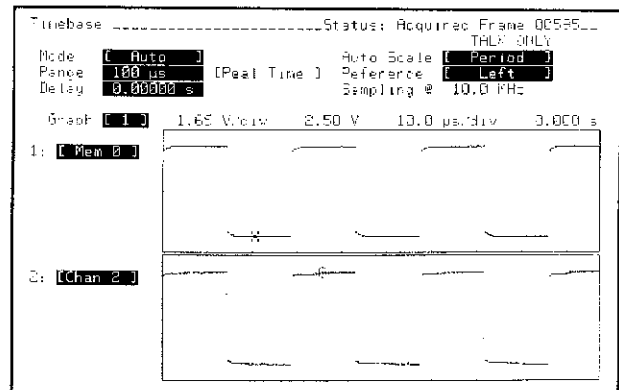 Timebase Status: Acquired Frame 00595
TALK ONLY
Mode [ Auto ] Auto Scale [ Period ]
Range 100 µs [Real Time ] Reference [ Left ]
Delay 0.00000 s Sampling @ 10.0 MHz
Graph [ 1 ] 1.65 V/div 2.50 V 10.0 µs/div 0.000 s
1: [ Mem 0 ]
2: [Chan 2 ]